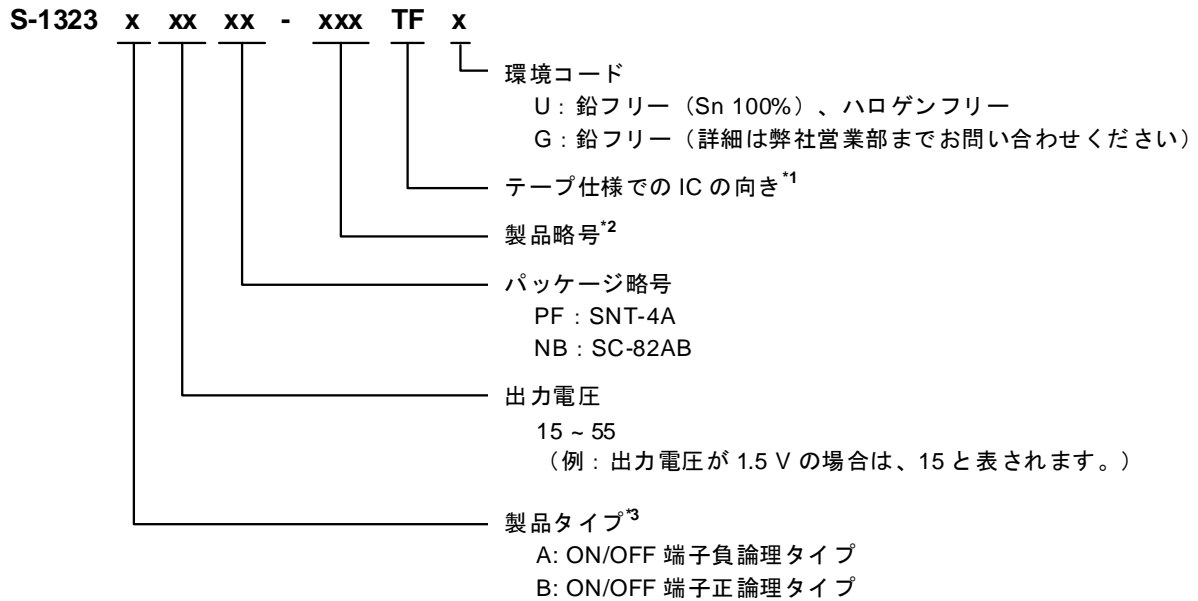 S-1323 x xx xx - xxx TF x
環境コード
U：鉛フリー（Sn 100%）、ハロゲンフリー
G：鉛フリー（詳細は弊社営業部までお問い合わせください）
テープ仕様での IC の向き*1
製品略号*2
パッケージ略号
PF：SNT-4A
NB：SC-82AB
出力電圧
15 ~ 55
（例：出力電圧が 1.5 V の場合は、15 と表されます。）
製品タイプ*3
A: ON/OFF 端子負論理タイプ
B: ON/OFF 端子正論理タイプ